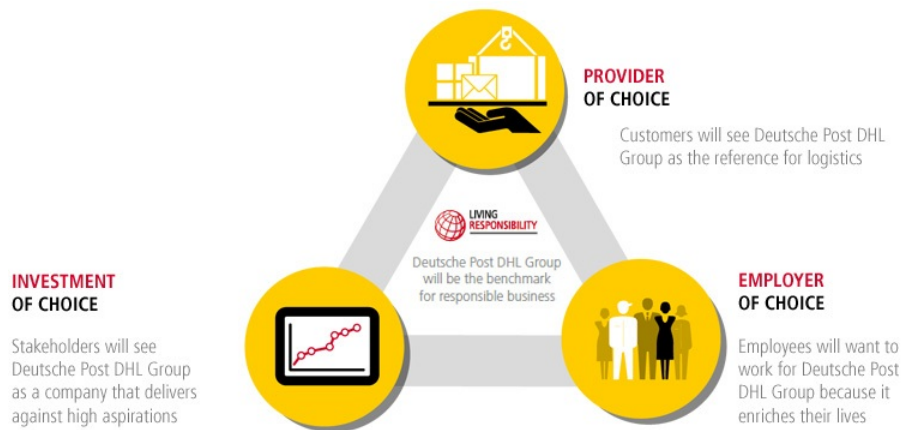 PROVIDER
OF CHOICE
Customers will see Deutsche Post DHL
Group as the reference for logistics
LIVING
RESPONSIBILITY
Deutsche Post DHL Group
will be the benchmark
for responsible business
INVESTMENT
OF CHOICE
Stakeholders will see
Deutsche Post DHL Group
as a company that delivers
against high aspirations
EMPLOYER
OF CHOICE
Employees will want to
work for Deutsche Post
DHL Group because it
enriches their lives